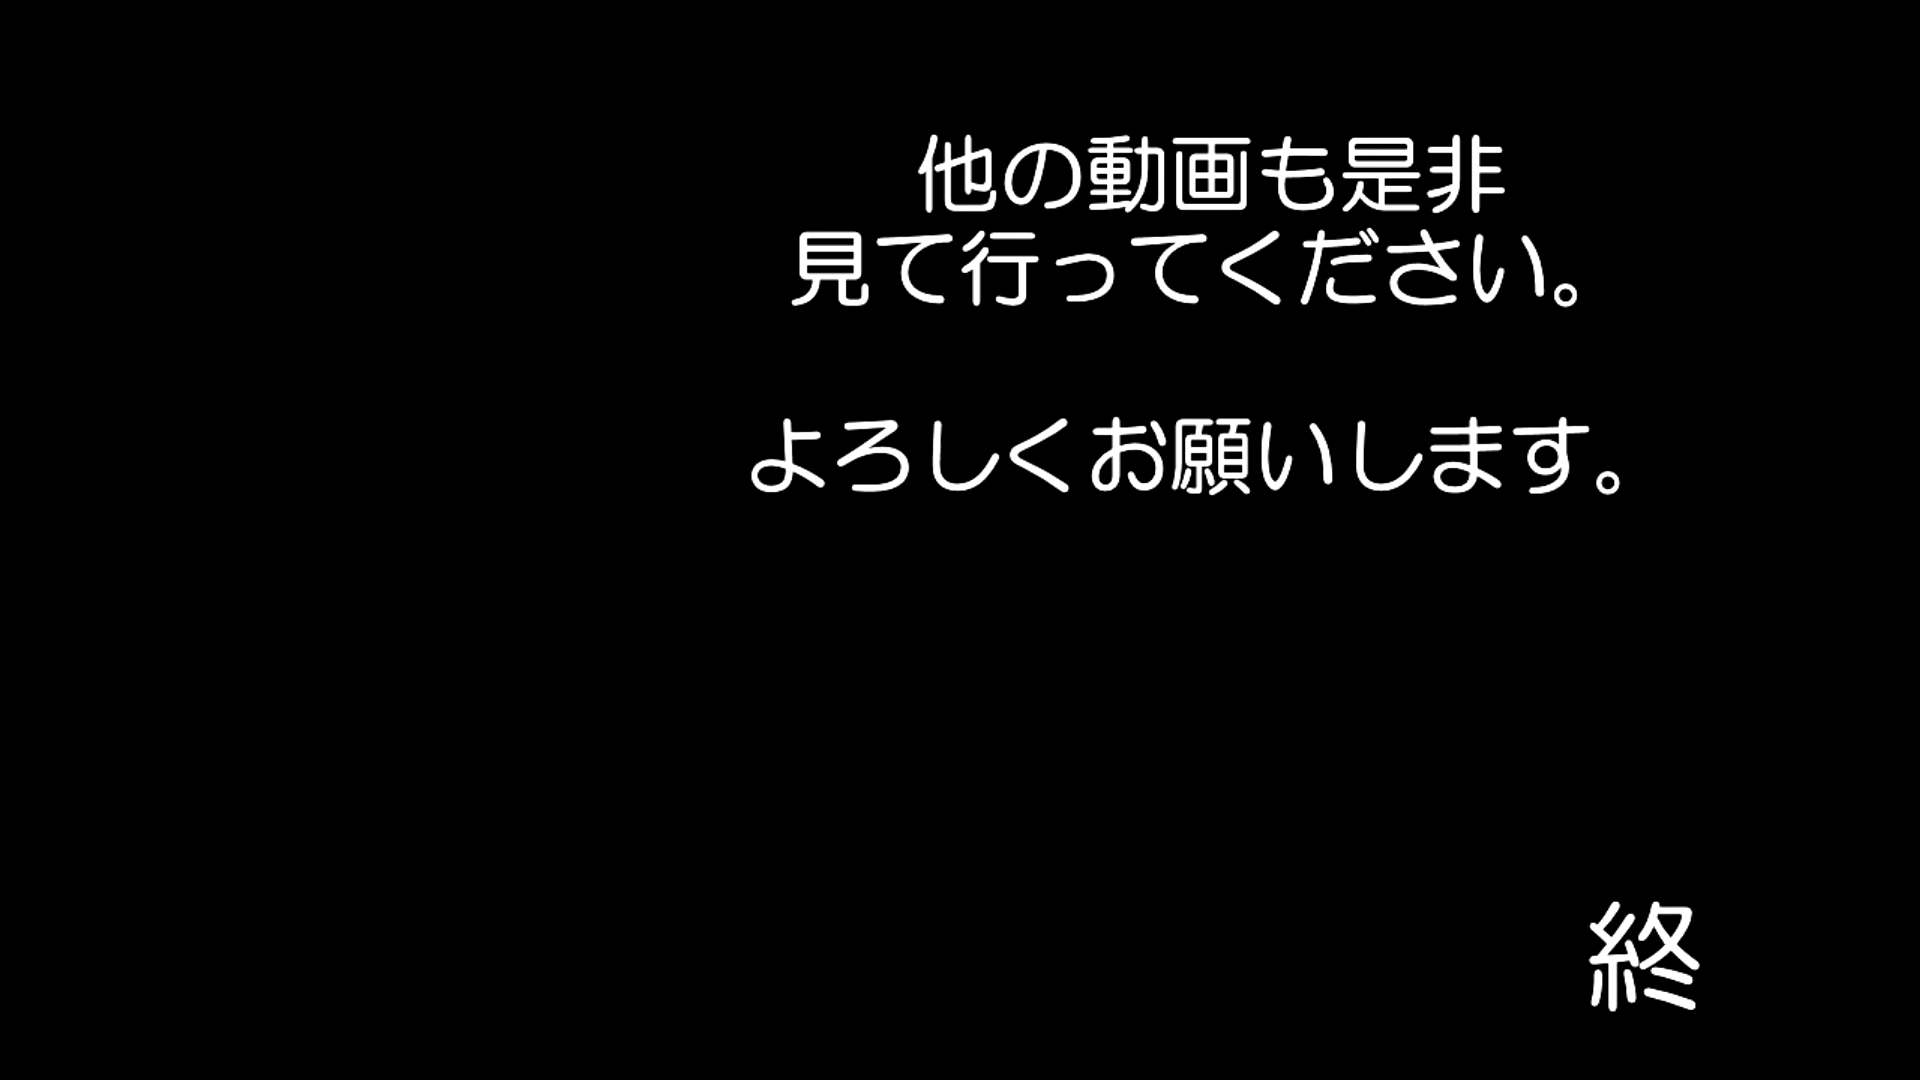 他の動画も是非
見て行ってください。
よろしくお願いします。
終